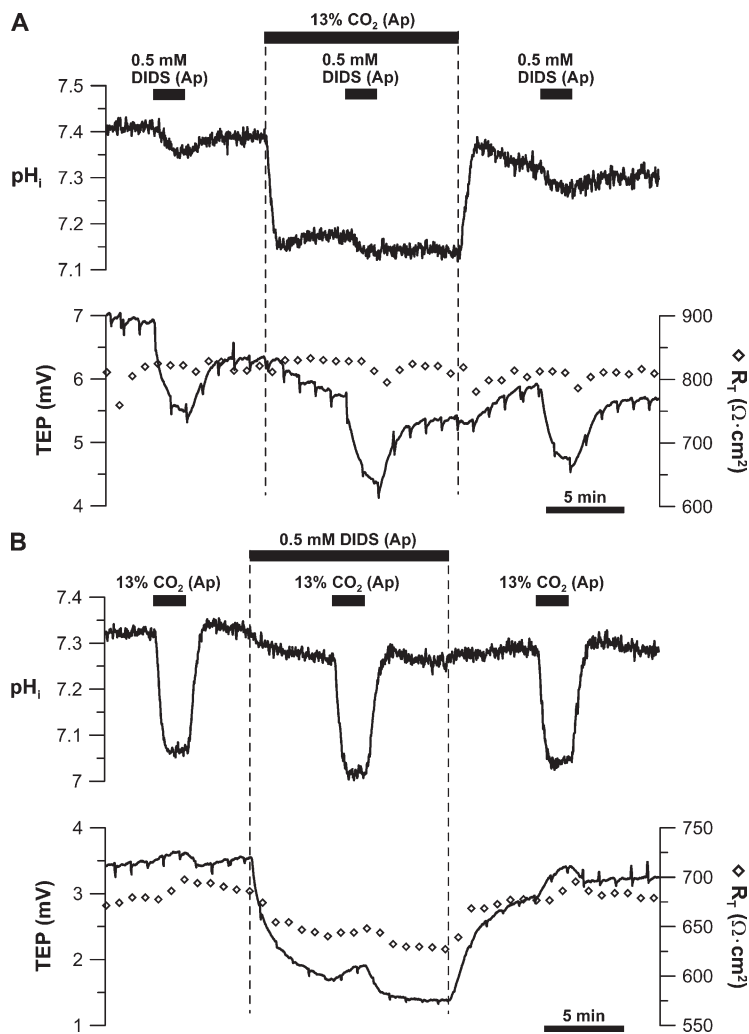 A
13% CO₂ (Ap)
0.5 mM
DIDS (Ap)
0.5 mM
DIDS (Ap)
0.5 mM
DIDS (Ap)
7.5
7.4
7.3
7.2
7.1
pHᵢ
7
6
5
4
TEP (mV)
900
800
700
600
◇ R_T (Ω·cm²)
5 min
B
0.5 mM DIDS (Ap)
13% CO₂ (Ap)
13% CO₂ (Ap)
13% CO₂ (Ap)
7.4
7.3
7.2
7.1
7
pHᵢ
4
3
2
1
TEP (mV)
750
700
650
600
550
◇ R_T (Ω·cm²)
5 min